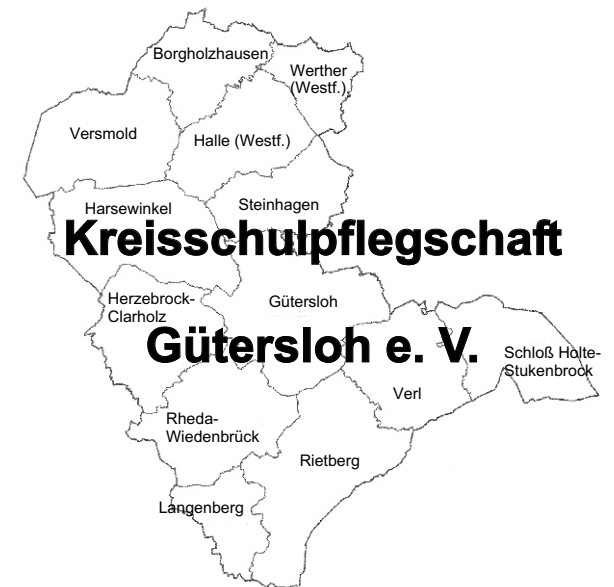 Borgholzhausen
Werther
(Westf.)
Versmold
Halle (Westf.)
Harsewinkel
Steinhagen
Kreisschulpflegschaft
Herzebrock-
Clarholz
Gütersloh
Gütersloh e. V.
Schloß Holte-
Stukenbrock
Verl
Rheda-
Wiedenbrück
Rietberg
Langenberg